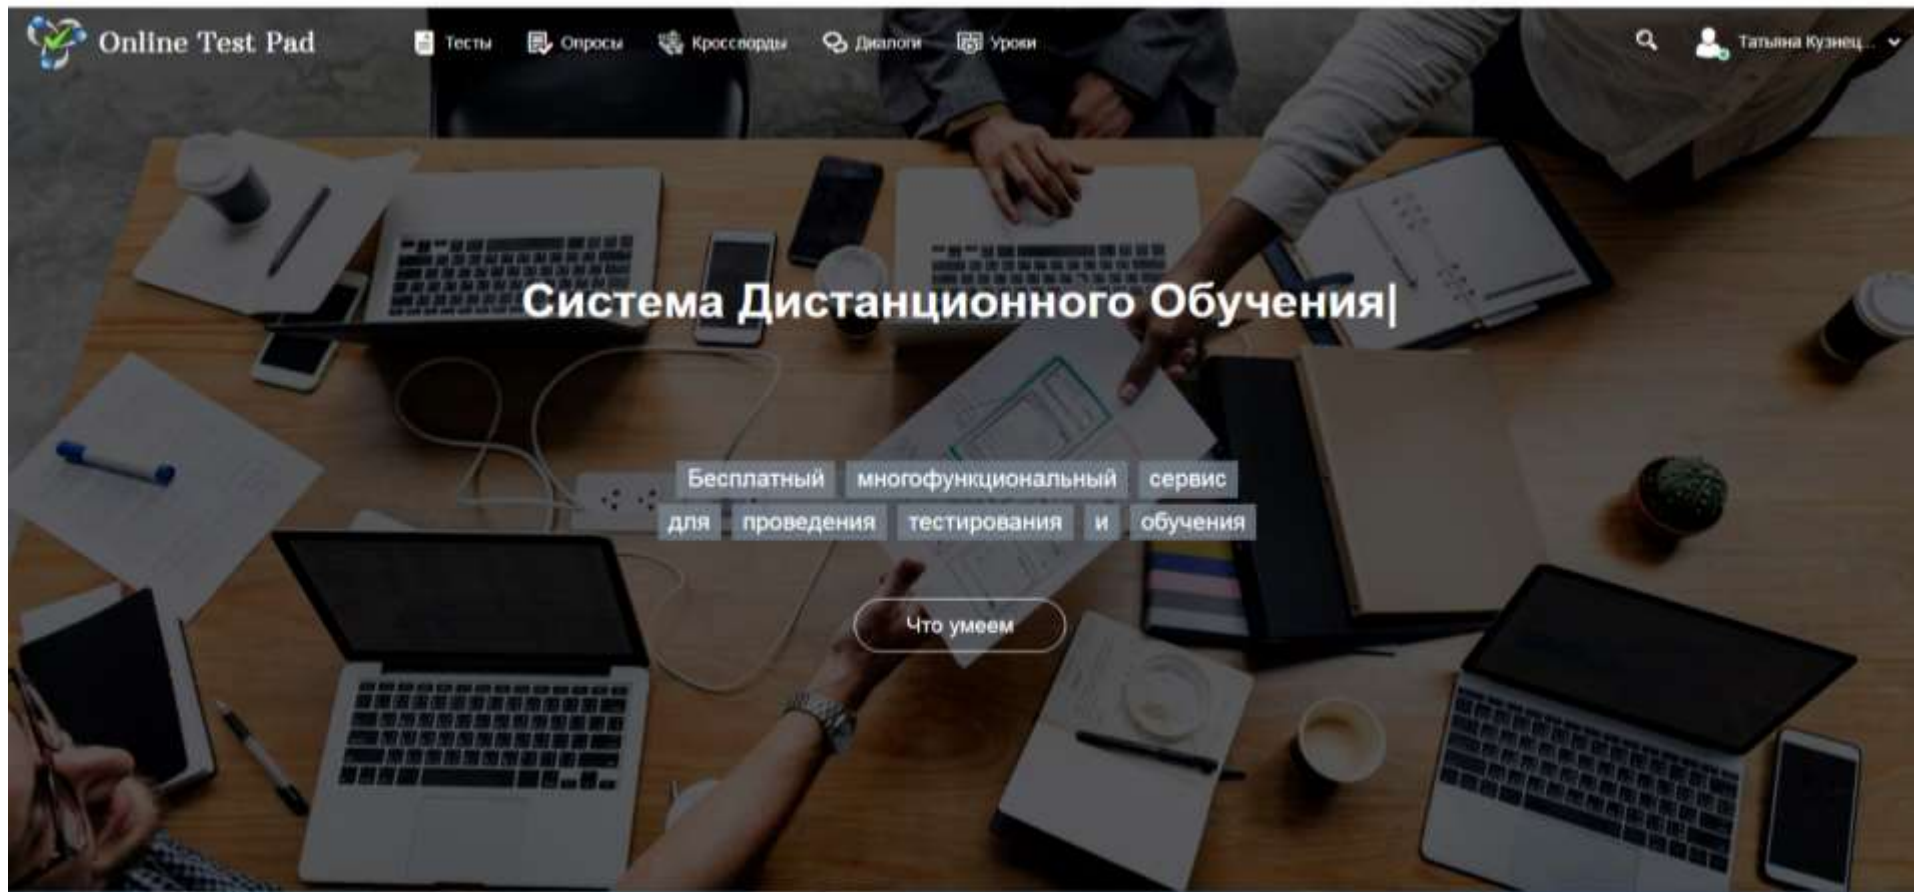 Online Test Pad Тесты Опросы Кроссворды Диалоги Уроки Татьяна Кузнец...
Система Дистанционного Обучения|
Бесплатный многофункциональный сервис
для проведения тестирования и обучения
Что умеем